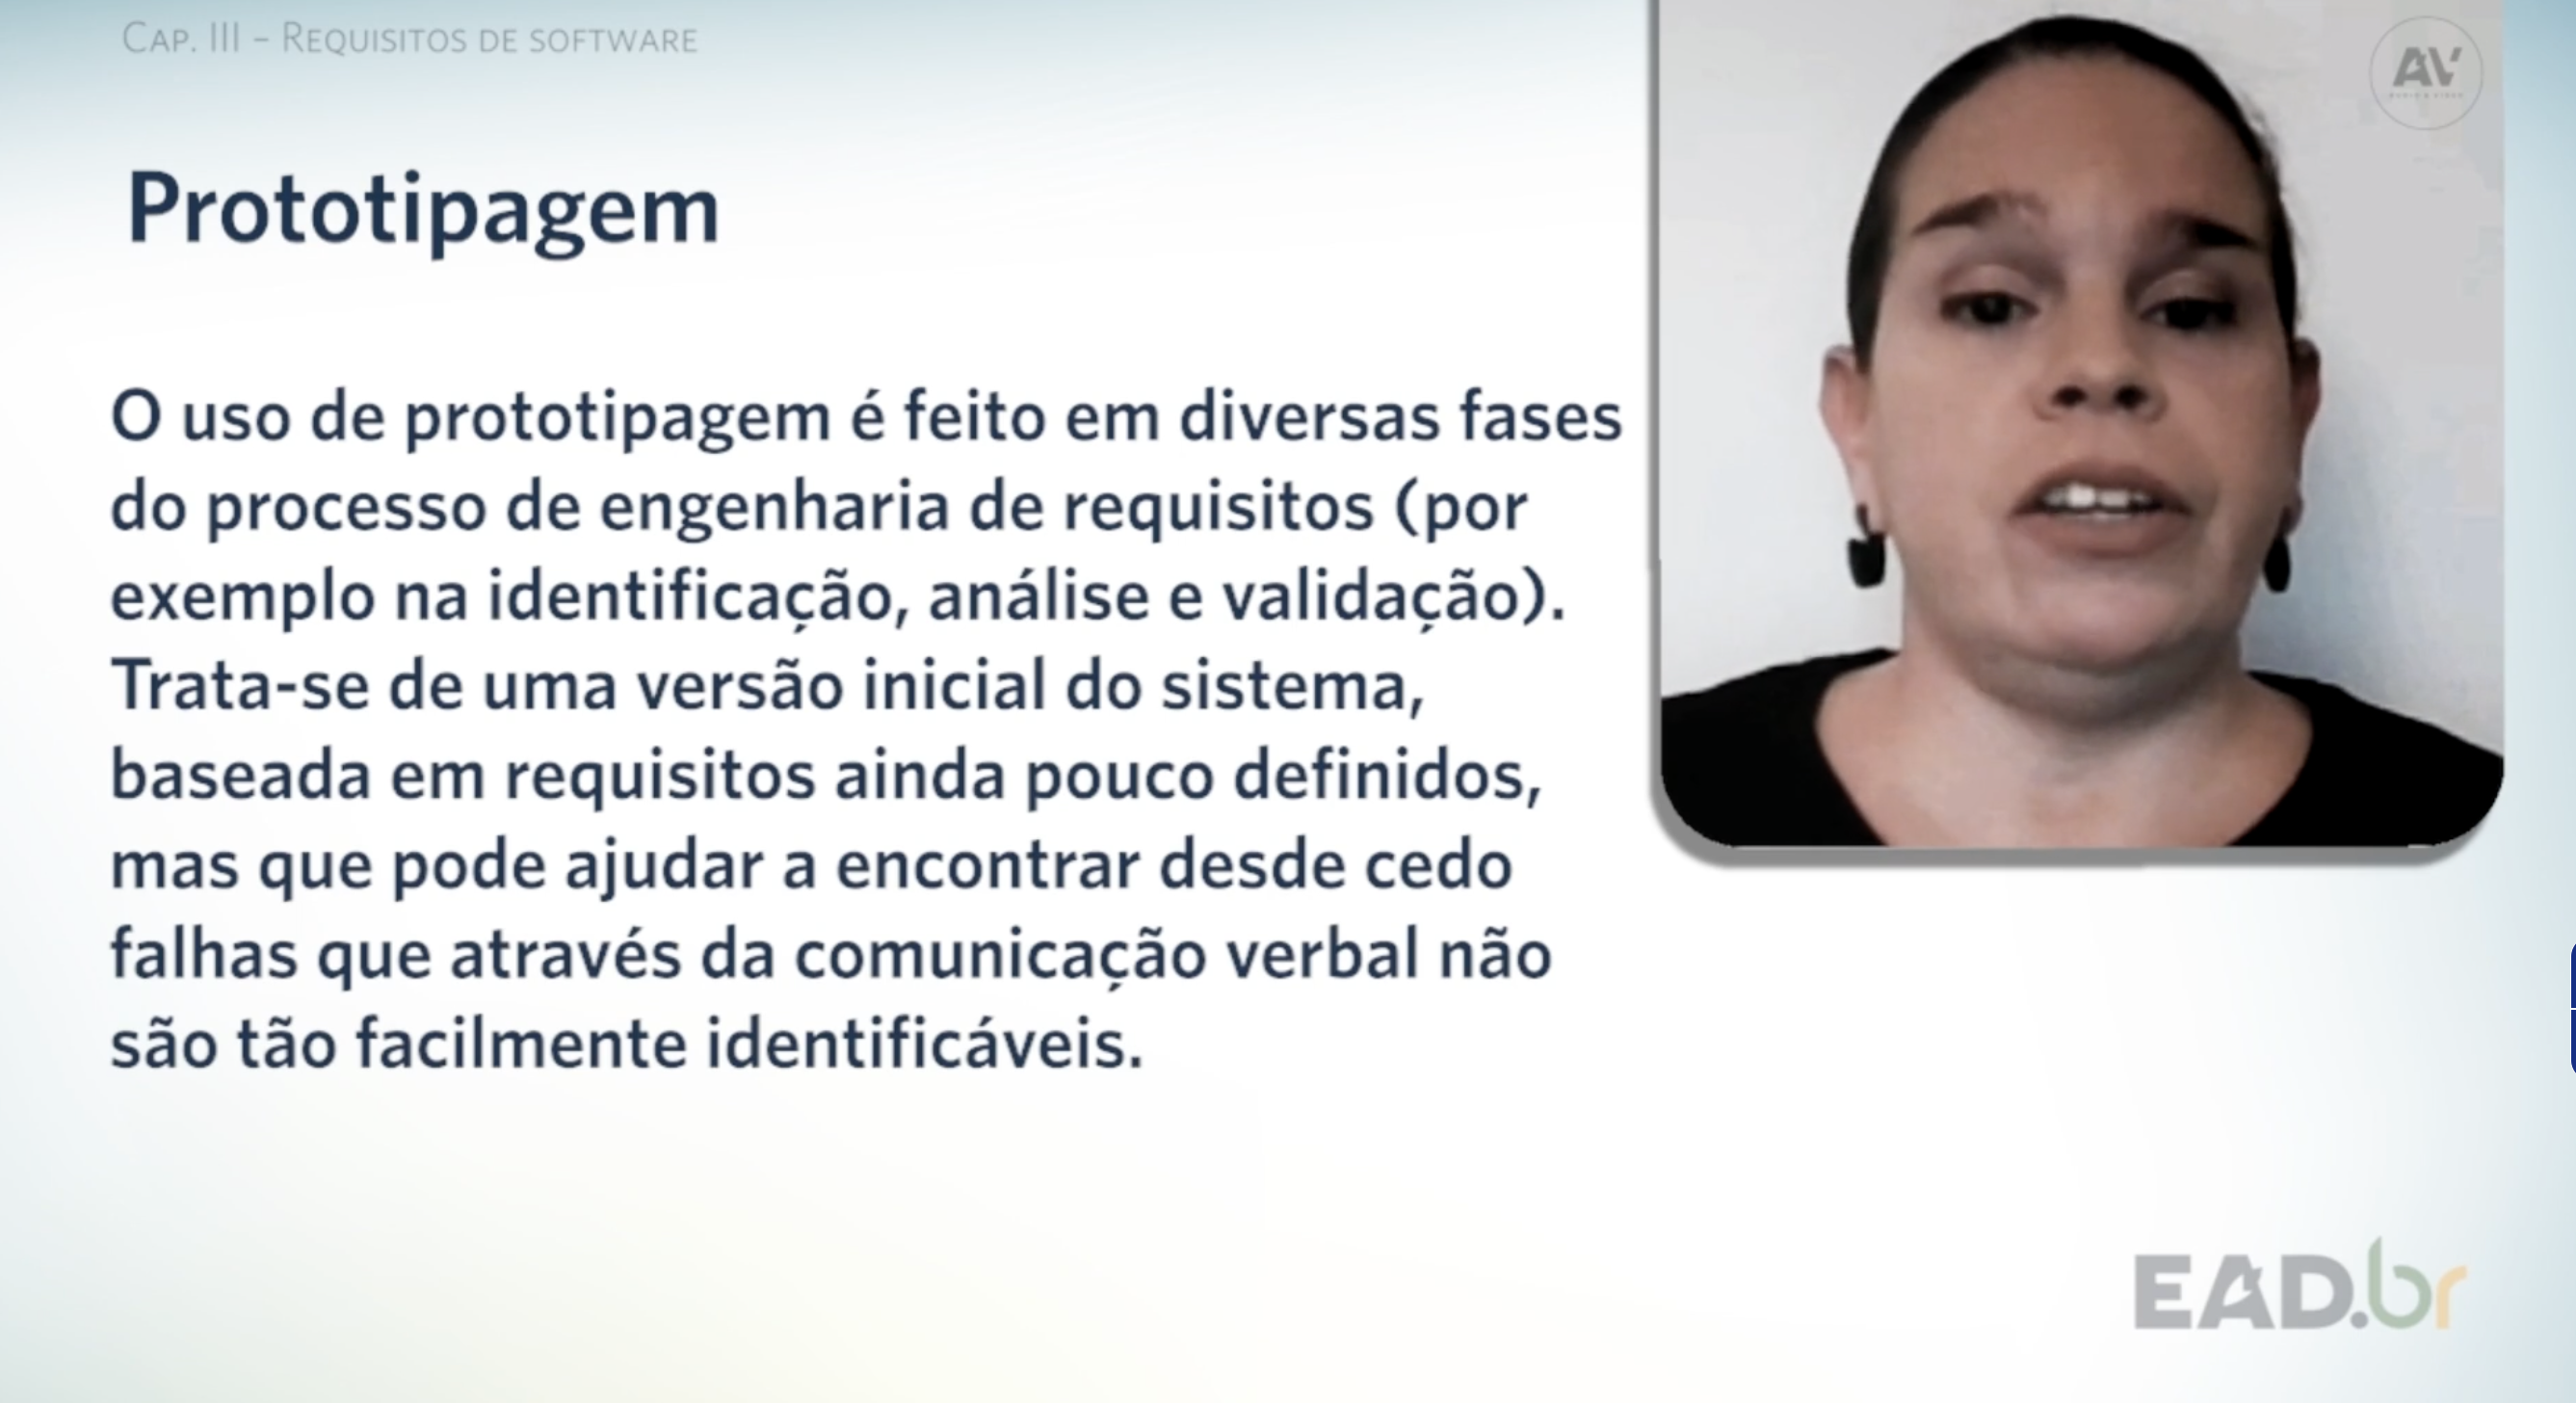 CAP. III – REQUISITOS DE SOFTWARE
Prototipagem
O uso de prototipagem é feito em diversas fases
do processo de engenharia de requisitos (por
exemplo na identificação, análise e validação).
Trata-se de uma versão inicial do sistema,
baseada em requisitos ainda pouco definidos,
mas que pode ajudar a encontrar desde cedo
falhas que através da comunicação verbal não
são tão facilmente identificáveis.
AV
EAD.br